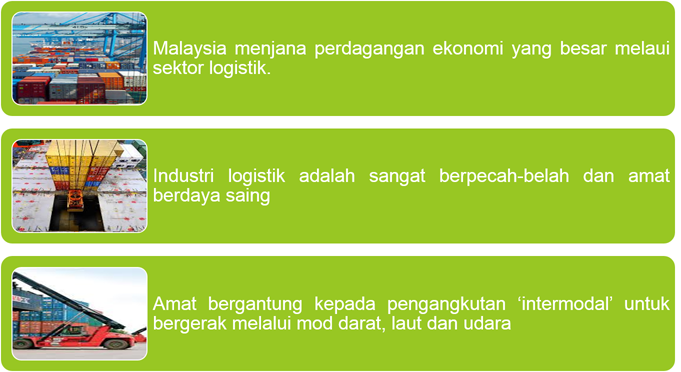 Malaysia menjana perdagangan ekonomi yang besar melaui
sektor logistik.
Industri logistik adalah sangat berpecah-belah dan amat
berdaya saing
Amat bergantung kepada pengangkutan ‘intermodal’ untuk
bergerak melalui mod darat, laut dan udara